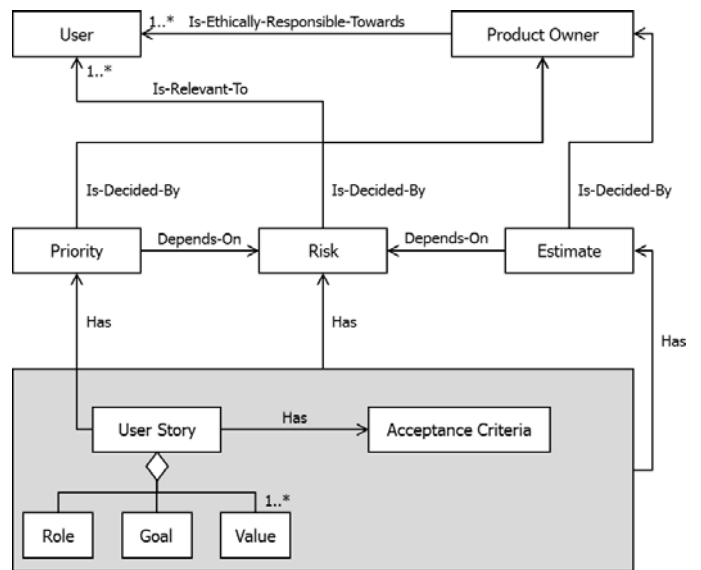 User
1..*
Is-Ethically-Responsible-Towards
Product Owner
1..*
Is-Relevant-To
Is-Decided-By
Is-Decided-By
Is-Decided-By
Priority
Depends-On
Risk
Depends-On
Estimate
Has
Has
Has
User Story
Has
Acceptance Criteria
1..*
Role
Goal
Value